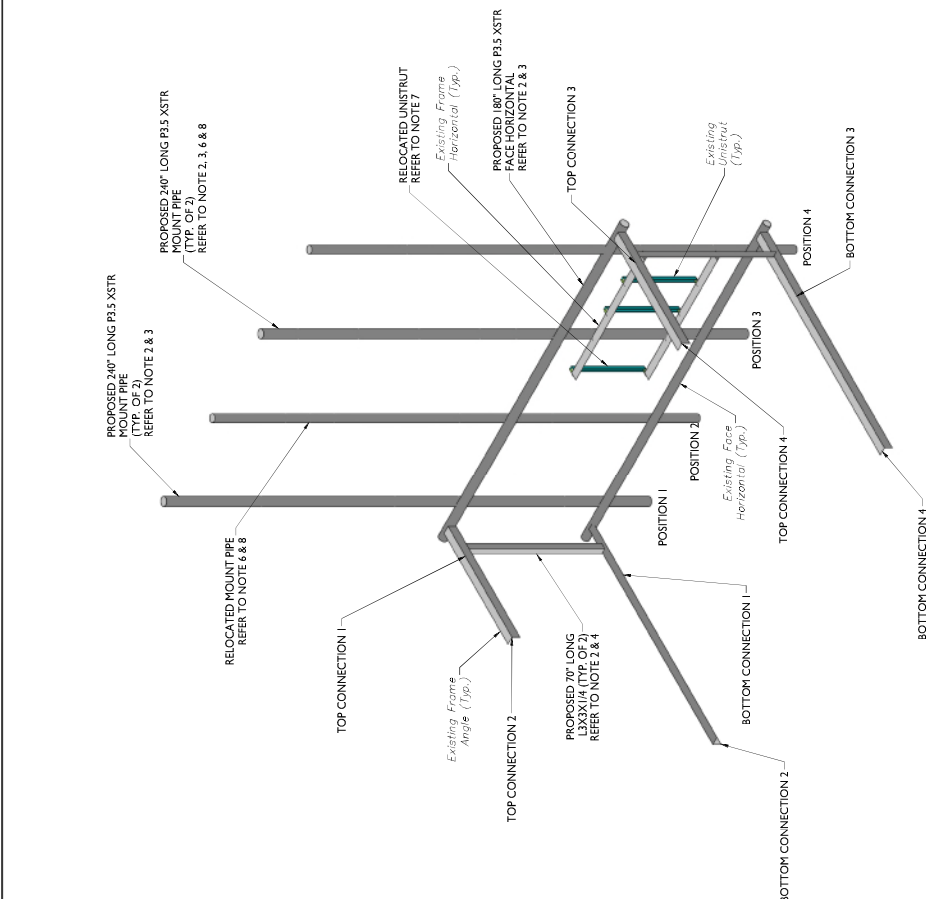 PROPOSED 240" LONG P3.5 XSTR
MOUNT PIPE
(TYP. OF 2)
REFER TO NOTE 2 & 3
PROPOSED 240" LONG P3.5 XSTR
MOUNT PIPE
(TYP. OF 2)
REFER TO NOTE 2, 3, 6 & 8
RELOCATED UNISTRUT
REFER TO NOTE 7
Existing Frame
Horizontal (Typ.)
PROPOSED 180" LONG P3.5 XSTR
FACE HORIZONTAL
REFER TO NOTE 2 & 3
TOP CONNECTION 3
Existing
Unistrut
(Typ.)
BOTTOM CONNECTION 3
POSITION 4
POSITION 3
POSITION 2
POSITION 1
Existing Face
Horizontal (Typ.)
TOP CONNECTION 4
BOTTOM CONNECTION 4
RELOCATED MOUNT PIPE
REFER TO NOTE 6 & 8
TOP CONNECTION 1
Existing Frame
Angle (Typ.)
TOP CONNECTION 2
PROPOSED 70" LONG
L3X3X1/4 (TYP. OF 2)
REFER TO NOTE 2 & 4
BOTTOM CONNECTION 1
BOTTOM CONNECTION 2